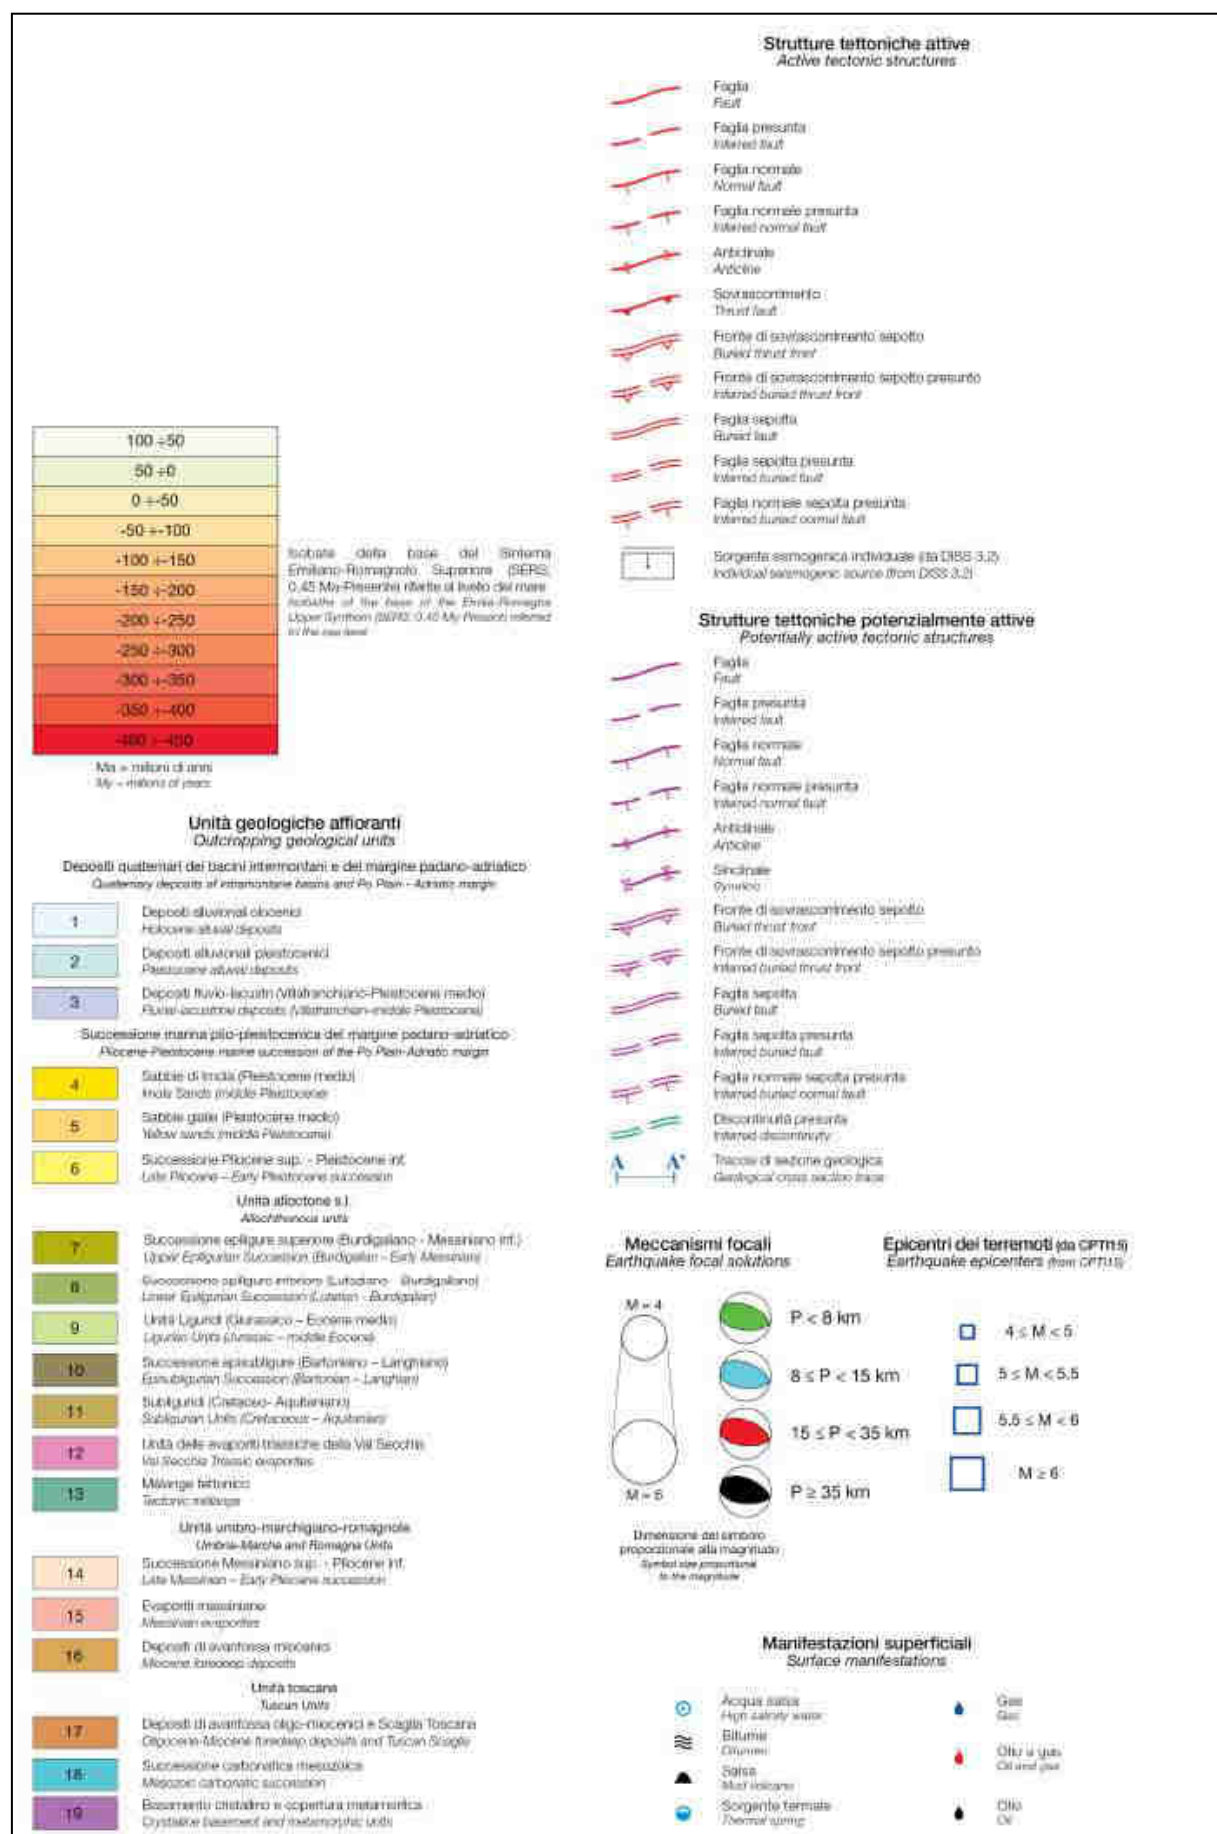 100 ÷50
50 ÷0
0 ÷-50
-50 ÷-100
-100 ÷-150
-150 ÷-200
-200 ÷-250
-250 ÷-300
-300 ÷-350
-350 ÷-400
-400 ÷-450
Isobate della base del Sintema
Emiliano-Romagnolo Superiore (SERS;
0,45 Ma-Presente) riferite al livello del mare
Isobaths of the base of the Emilia-Romagna
Upper Synthem (SERS; 0.45 My-Present) referred
to the sea level
Ma = milioni di anni
My = millions of years
Unità geologiche affioranti
Outcropping geological units
Depositi quaternari dei bacini intermontani e del margine padano-adriatico
Quaternary deposits of intramontane basins and Po Plain - Adriatic margin
1
Depositi alluvionali olocenici
Holocene alluvial deposits
2
Depositi alluvionali pleistocenici
Pleistocene alluvial deposits
3
Depositi fluvio-lacustri (Villafranchiano-Pleistocene medio)
Fluvial-lacustrine deposits (Villafranchian-middle Pleistocene)
Successione marina plio-pleistocenica del margine padano-adriatico
Pliocene-Pleistocene marine succession of the Po Plain-Adriatic margin
4
Sabbie di Imola (Pleistocene medio)
Imola Sands (middle Pleistocene)
5
Sabbie gialle (Pleistocene medio)
Yellow sands (middle Pleistocene)
6
Successione Pliocene sup. - Pleistocene inf.
Late Pliocene – Early Pleistocene succession
Unità alloctone s.l.
Allochthonous units
7
Successione epiligure superiore (Burdigaliano - Messiniano inf.)
Upper Epiligurian Succession (Burdigalian - Early Messinian)
8
Successione epiligure inferiore (Luteziano - Burdigaliano)
Lower Epiligurian Succession (Lutetian - Burdigalian)
9
Unità Liguridi (Giurassico – Eocene medio)
Ligurian Units (Jurassic – middle Eocene)
10
Successione episubligure (Bartoniano – Langhiano)
Episubligurian Succession (Bartonian – Langhian)
11
Subliguridi (Cretaceo- Aquitaniano)
Subligurian Units (Cretaceous – Aquitanian)
12
Unità delle evaporiti triassiche della Val Secchia
Val Secchia Triassic evaporites
13
Mélange tettonico
Tectonic mélange
Unità umbro-marchigiano-romagnole
Umbria-Marche and Romagna Units
14
Successione Messiniano sup. - Pliocene inf.
Late Messinian – Early Pliocene succession
15
Evaporiti messiniane
Messinian evaporites
16
Depositi di avanfossa miocenici
Miocene foredeep deposits
Unità toscane
Tuscan Units
17
Depositi di avanfossa oligo-miocenici e Scaglia Toscana
Oligocene-Miocene foredeep deposits and Tuscan Scaglia
18
Successione carbonatica mesozoica
Mesozoic carbonatic succession
19
Basamento cristallino e copertura metamorfica
Crystalline basement and metamorphic units
Strutture tettoniche attive
Active tectonic structures
Faglia
Fault
Faglia presunta
Inferred fault
Faglia normale
Normal fault
Faglia normale presunta
Inferred normal fault
Anticlinale
Anticline
Sovrascorrimento
Thrust fault
Fronte di sovrascorrimento sepolto
Buried thrust front
Fronte di sovrascorrimento sepolto presunto
Inferred buried thrust front
Faglia sepolta
Buried fault
Faglia sepolta presunta
Inferred buried fault
Faglia normale sepolta presunta
Inferred buried normal fault
Sorgente sismogenica individuale (da DISS 3.2)
Individual seismogenic source (from DISS 3.2)
Strutture tettoniche potenzialmente attive
Potentially active tectonic structures
Faglia
Fault
Faglia presunta
Inferred fault
Faglia normale
Normal fault
Faglia normale presunta
Inferred normal fault
Anticlinale
Anticline
Sinclinale
Fronte di sovrascorrimento sepolto
Buried thrust front
Fronte di sovrascorrimento sepolto presunto
Inferred buried thrust front
Faglia sepolta
Buried fault
Faglia sepolta presunta
Inferred buried fault
Faglia normale sepolta presunta
Inferred buried normal fault
Discontinuità presunta
Inferred discontinuity
A A'
Traccia di sezione geologica
Geological cross section trace
Meccanismi focali
Earthquake focal solutions
M = 4
M = 6
P < 8 km
8 ≤ P < 15 km
15 ≤ P < 35 km
P ≥ 35 km
Dimensione del simbolo
proporzionale alla magnitudo
Symbol size proportional
to the magnitude
Epicentri dei terremoti (da CPTI15)
Earthquake epicenters (from CPTI15)
4 ≤ M < 5
5 ≤ M < 5.5
5.5 ≤ M < 6
M ≥ 6
Manifestazioni superficiali
Surface manifestations
Acqua salsa
High salinity water
Bitume
Bitumen
Salsa
Mud volcano
Sorgente termale
Thermal spring
Gas
Gas
Olio e gas
Oil and gas
Olio
Oil